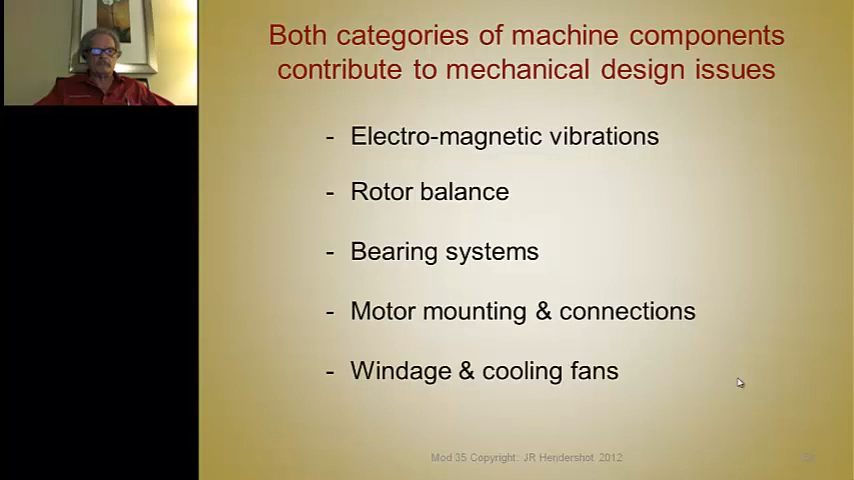 Both categories of machine components
contribute to mechanical design issues
- Electro-magnetic vibrations
- Rotor balance
- Bearing systems
- Motor mounting & connections
- Windage & cooling fans
Mod 35 Copyright: JR Hendershot 2012